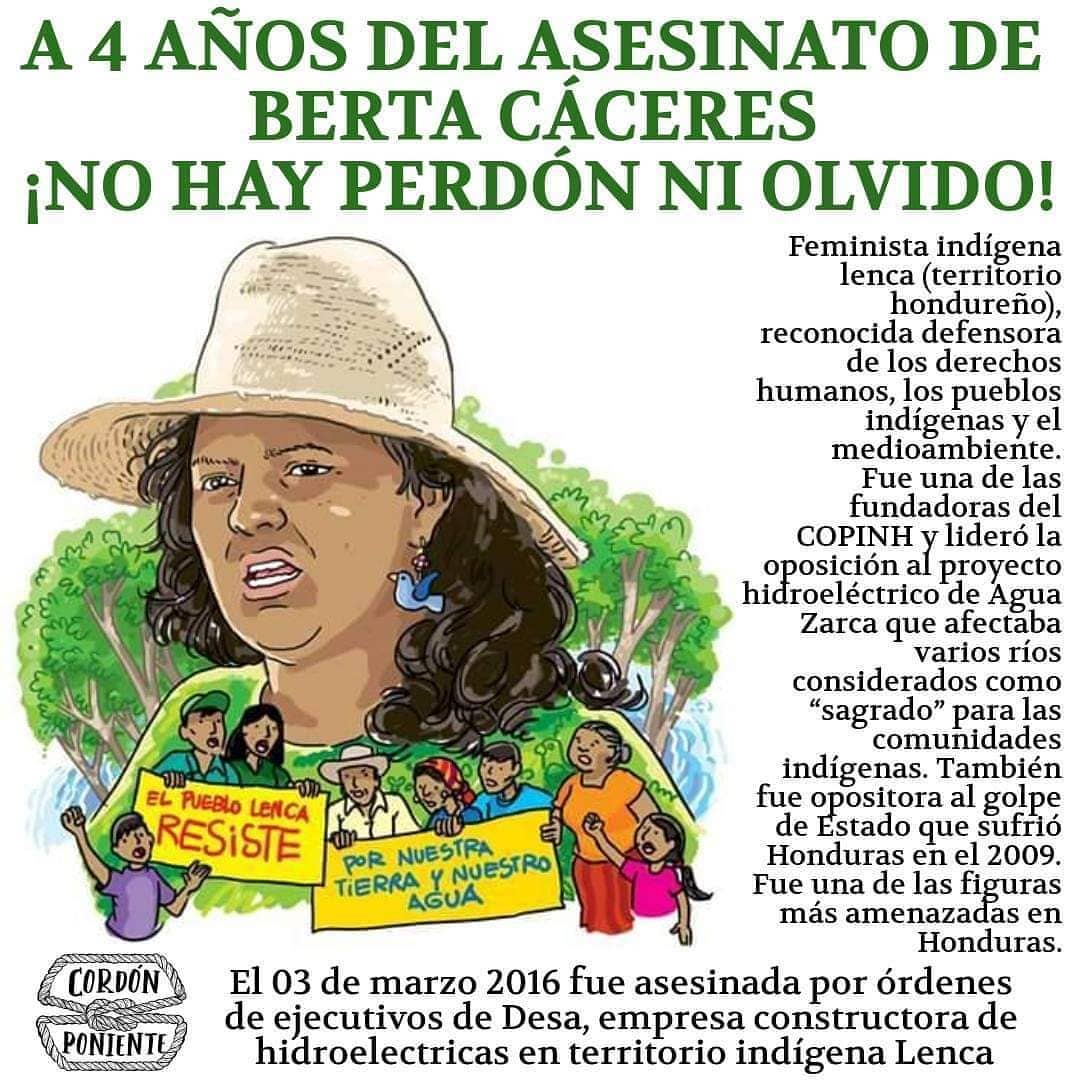 A 4 AÑOS DEL ASESINATO DE
BERTA CÁCERES
¡NO HAY PERDÓN NI OLVIDO!
Feminista indígena
lenca (territorio
hondureño),
reconocida defensora
de los derechos
humanos, los pueblos
indígenas y el
medioambiente.
Fue una de las
fundadoras del
COPINH y lideró la
oposición al proyecto
hidroeléctrico de Agua
Zarca que afectaba
varios ríos
considerados como
“sagrado” para las
comunidades
indígenas. También
fue opositora al golpe
de Estado que sufrió
Honduras en el 2009.
Fue una de las figuras
más amenazadas en
Honduras.
EL PUEBLO LENCA
RESISTE
POR NUESTRA
TIERRA Y NUESTRO
AGUA
CORDÓN
PONIENTE
El 03 de marzo 2016 fue asesinada por órdenes
de ejecutivos de Desa, empresa constructora de
hidroelectricas en territorio indígena Lenca